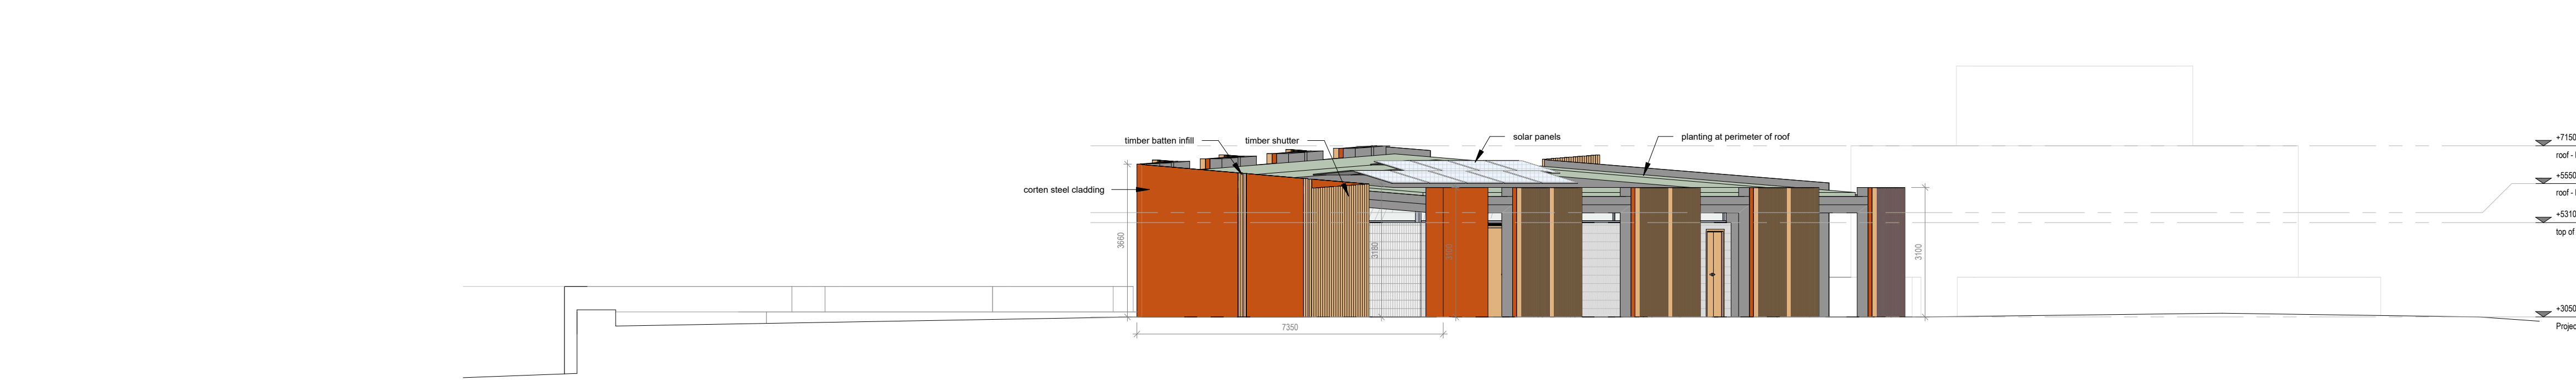 solar panels
planting at perimeter of roof
timber batten infill
timber shutter
corten steel cladding
3660
3180
3100
7350
+7150
roof -
+5550
roof -
+5310
top of
+3050
Projec